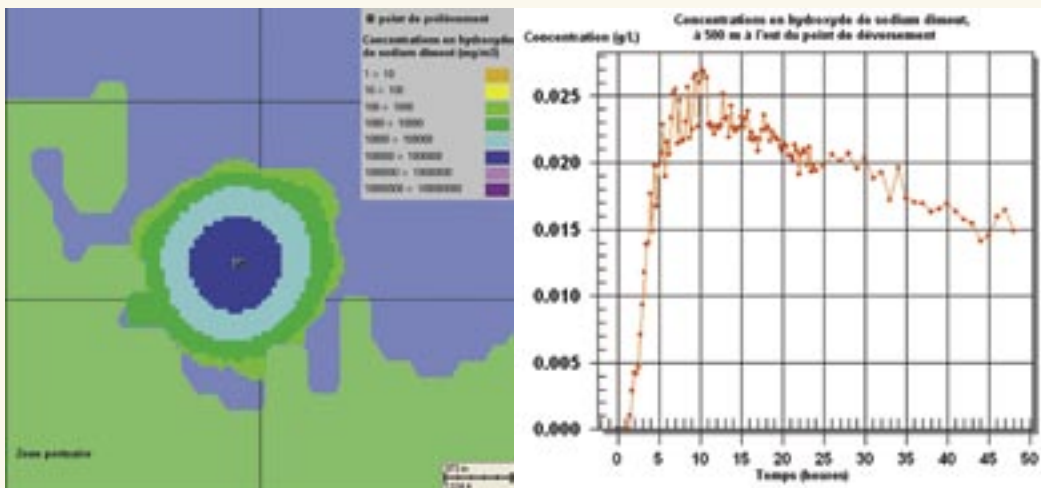 ■ point de prélèvement
Concentrations en hydroxyde
de sodium dissout (mg/m3)
1 - 10
10 - 100
100 - 1000
1000 - 10000
10000 - 100000
100000 - 1000000
1000000 - 10000000
Zone portuaire
Concentrations en hydroxyde de sodium dissout,
à 500 m à l'est du point de déversement
Concentration (g/L)
0.025
0.020
0.015
0.010
0.005
0.000
0 5 10 15 20 25 30 35 40 45 50
Temps (heures)